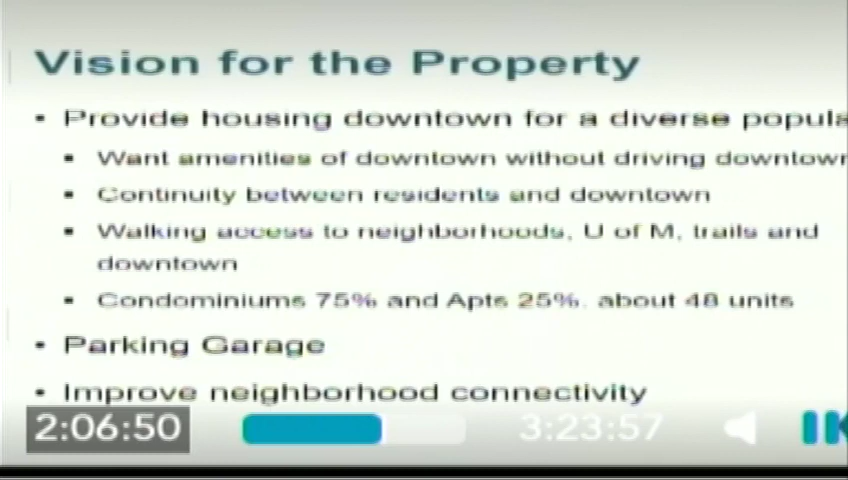 Vision for the Property
• Provide housing downtown for a diverse popula
▪ Want amenities of downtown without driving downtown
▪ Continuity between residents and downtown
▪ Walking access to neighborhoods, U of M, trails and
downtown
▪ Condominiums 75% and Apts 25%. about 48 units
• Parking Garage
• Improve neighborhood connectivity
2:06:50 3:23:57